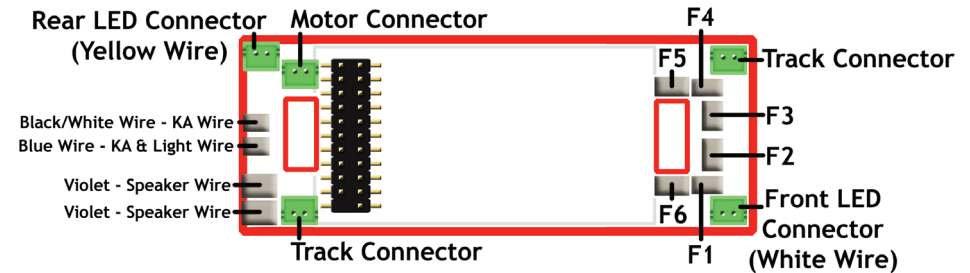 Rear LED Connector
(Yellow Wire)
Motor Connector
F4
F5
Track Connector
Black/White Wire - KA Wire
F3
Blue Wire - KA & Light Wire
F2
Violet - Speaker Wire
Violet - Speaker Wire
Front LED
Connector
(White Wire)
F6
F1
Track Connector